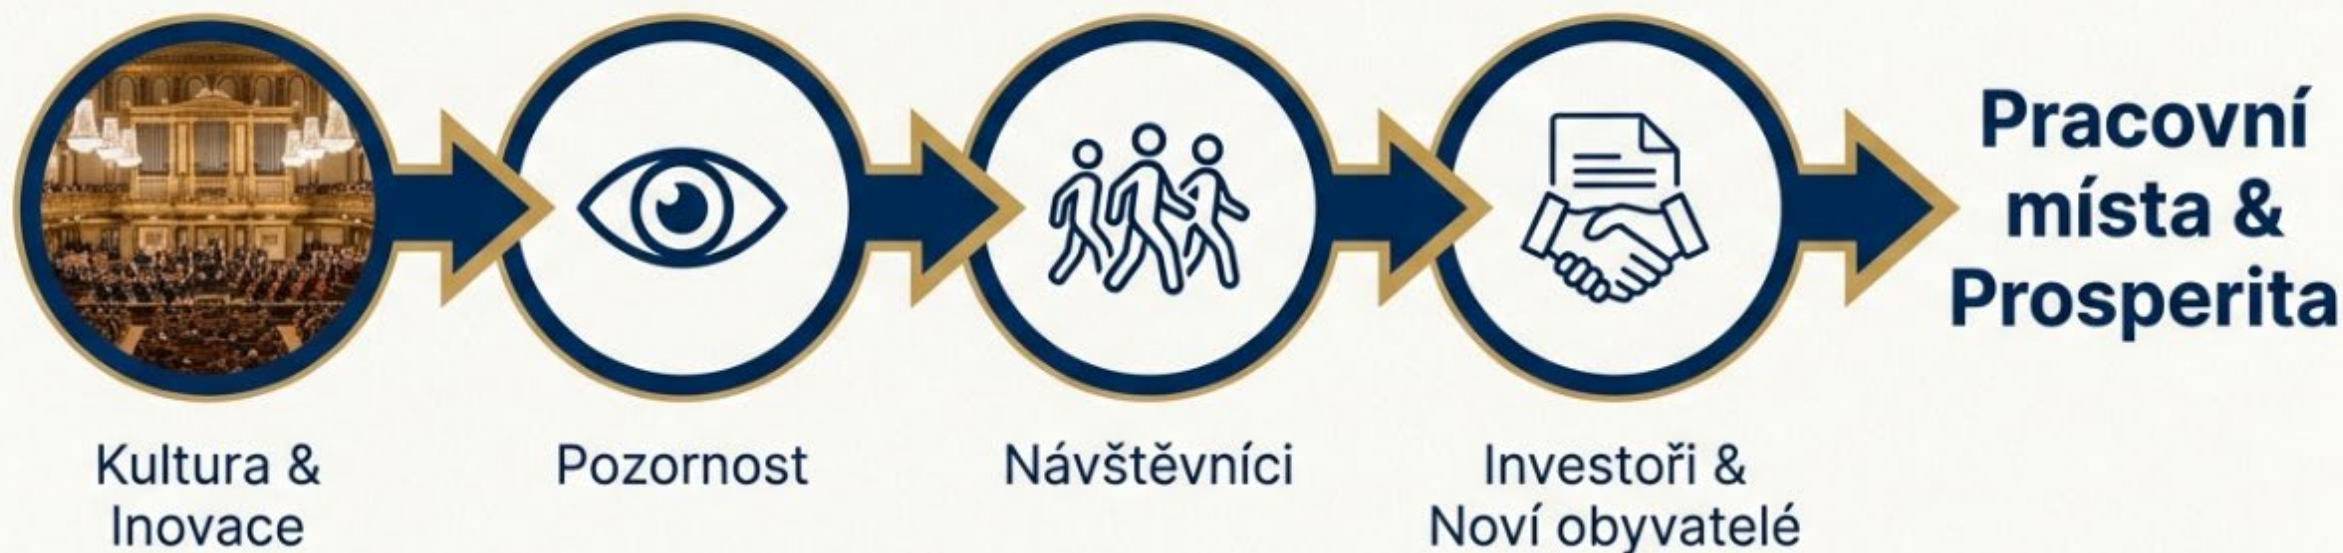 Kultura &
Inovace
Pozornost
Návštěvníci
Investoři &
Noví obyvatelé
Pracovní
místa &
Prosperita